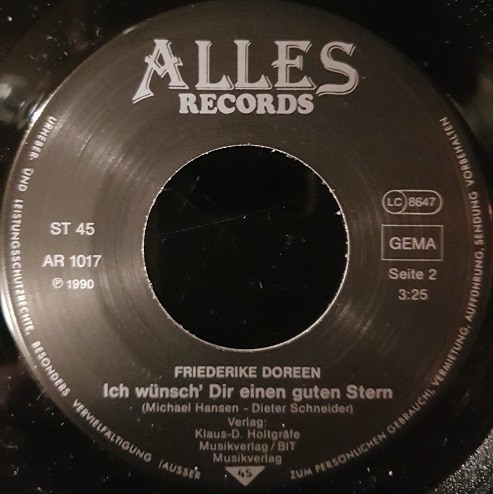 ALLES
RECORDS
ST 45
AR 1017
℗ 1990
LC 8647
GEMA
Seite 2
3:25
FRIEDERIKE DOREEN
Ich wünsch' Dir einen guten Stern
(Michael Hansen - Dieter Schneider)
Verlag:
Klaus-D. Holtgräfe
Musikverlag / BIT
Musikverlag
45
URHEBER- UND LEISTUNGSSCHUTZRECHTE, BESONDERS VERVIELFÄLTIGUNG (AUSSER ZUM PERSÖNLICHEN GEBRAUCH), VERMIETUNG, AUFFÜHRUNG, SENDUNG VORBEHALTEN